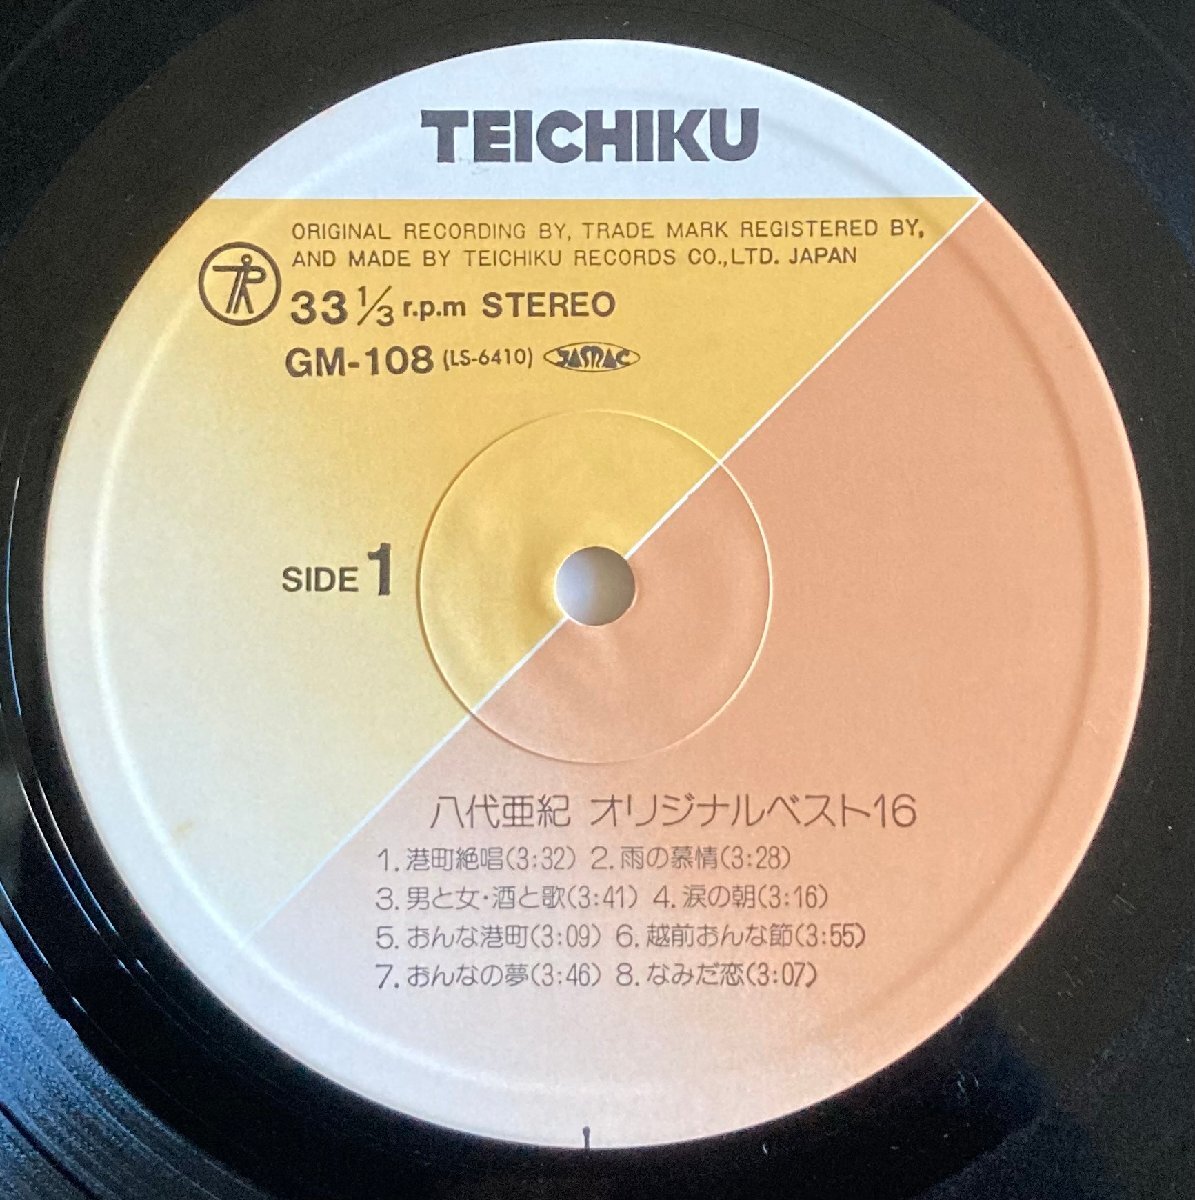 TEICHIKU
ORIGINAL RECORDING BY, TRADE MARK REGISTERED BY,
AND MADE BY TEICHIKU RECORDS CO.,LTD. JAPAN
33 1/3 r.p.m STEREO
GM-108 (LS-6410) JASRAC
SIDE 1
八代亜紀 オリジナルベスト16
1. 港町絶唱(3:32) 2. 雨の慕情(3:28)
3. 男と女・酒と歌(3:41) 4. 涙の朝(3:16)
5. おんな港町(3:09) 6. 越前おんな節(3:55)
7. おんなの夢(3:46) 8. なみだ恋(3:07)